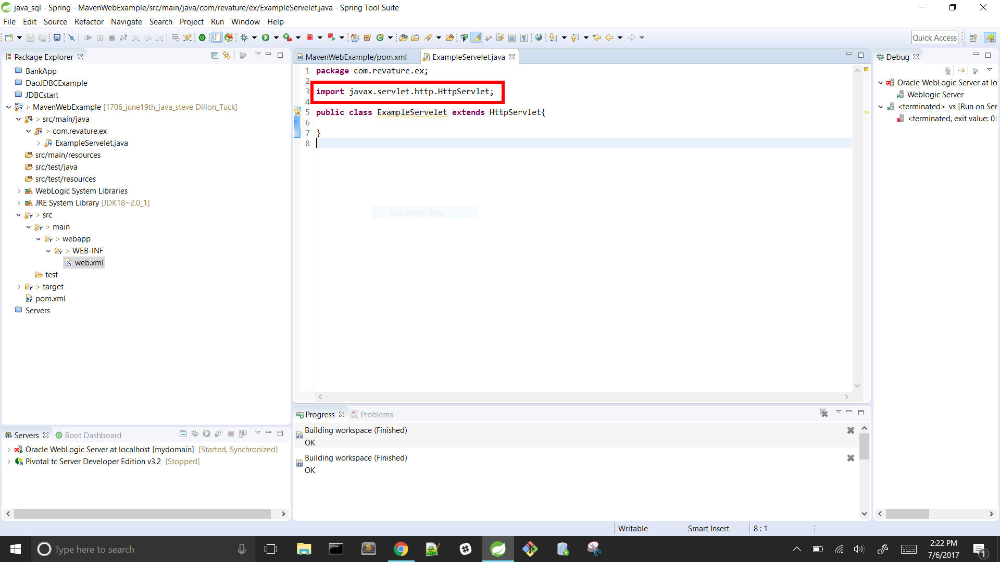 java_sql - Spring - MavenWebExample/src/main/java/com/revature/ex/ExampleServelet.java - Spring Tool Suite
File Edit Source Refactor Navigate Search Project Run Window Help
Quick Access
Package Explorer
BankApp
DaoJDBCExample
JDBCstart
> MavenWebExample [1706_june19th_java_steve Dillon_Tuck]
> src/main/java
> com.revature.ex
ExampleServelet.java
src/main/resources
src/test/java
src/test/resources
WebLogic System Libraries
JRE System Library [JDK18~2.0_1]
> src
> main
> webapp
> WEB-INF
web.xml
test
> target
pom.xml
Servers
MavenWebExample/pom.xml ExampleServelet.java
1 package com.revature.ex;
2
3 import javax.servlet.http.HttpServlet;
4
5 public class ExampleServelet extends HttpServlet{
6
7 }
8
Full-screen Snip
Debug
Oracle WebLogic Server at lo
Weblogic Server
<terminated>_vs [Run on Ser
<terminated, exit value: 0>
Servers Boot Dashboard
Oracle WebLogic Server at localhost [mydomain] [Started, Synchronized]
Pivotal tc Server Developer Edition v3.2 [Stopped]
Progress Problems
Building workspace (Finished)
OK
Building workspace (Finished)
OK
Writable Smart Insert 8 : 1
Type here to search
2:22 PM
7/6/2017
1